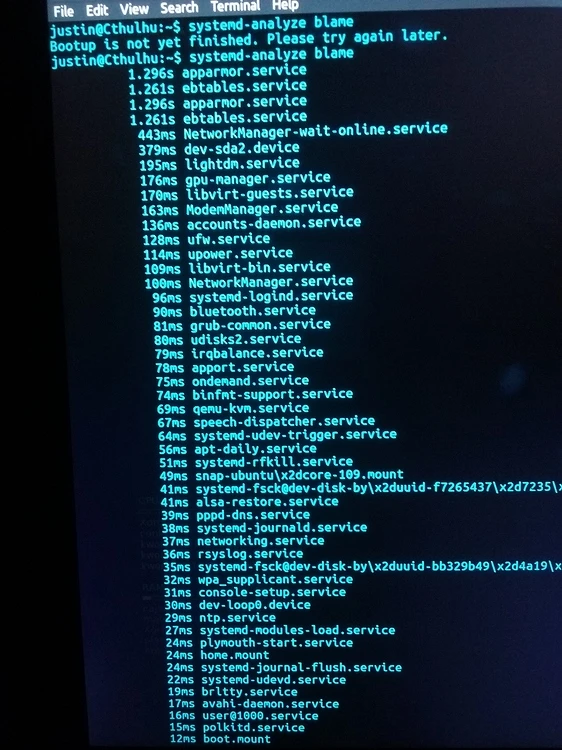 File Edit View Search Terminal Help
justin@Cthulhu:~$ systemd-analyze blame
Bootup is not yet finished. Please try again later.
justin@Cthulhu:~$ systemd-analyze blame
1.296s apparmor.service
1.261s ebtables.service
1.296s apparmor.service
1.261s ebtables.service
443ms NetworkManager-wait-online.service
379ms dev-sda2.device
195ms lightdm.service
176ms gpu-manager.service
170ms libvirt-guests.service
163ms ModemManager.service
136ms accounts-daemon.service
128ms ufw.service
114ms upower.service
109ms libvirt-bin.service
100ms NetworkManager.service
96ms systemd-logind.service
90ms bluetooth.service
81ms grub-common.service
80ms udisks2.service
79ms irqbalance.service
78ms apport.service
75ms ondemand.service
74ms binfmt-support.service
69ms qemu-kvm.service
67ms speech-dispatcher.service
64ms systemd-udev-trigger.service
56ms apt-daily.service
51ms systemd-rfkill.service
49ms snap-ubuntu\x2dcore-109.mount
41ms systemd-fsck@dev-disk-by\x2duuid-f7265437\x2d7235\x
41ms alsa-restore.service
39ms pppd-dns.service
38ms systemd-journald.service
37ms networking.service
36ms rsyslog.service
35ms systemd-fsck@dev-disk-by\x2duuid-bb329b49\x2d4a19\x
32ms wpa_supplicant.service
31ms console-setup.service
30ms dev-loop0.device
29ms ntp.service
27ms systemd-modules-load.service
24ms plymouth-start.service
24ms home.mount
24ms systemd-journal-flush.service
22ms systemd-udevd.service
19ms brltty.service
17ms avahi-daemon.service
16ms user@1000.service
15ms polkitd.service
12ms boot.mount